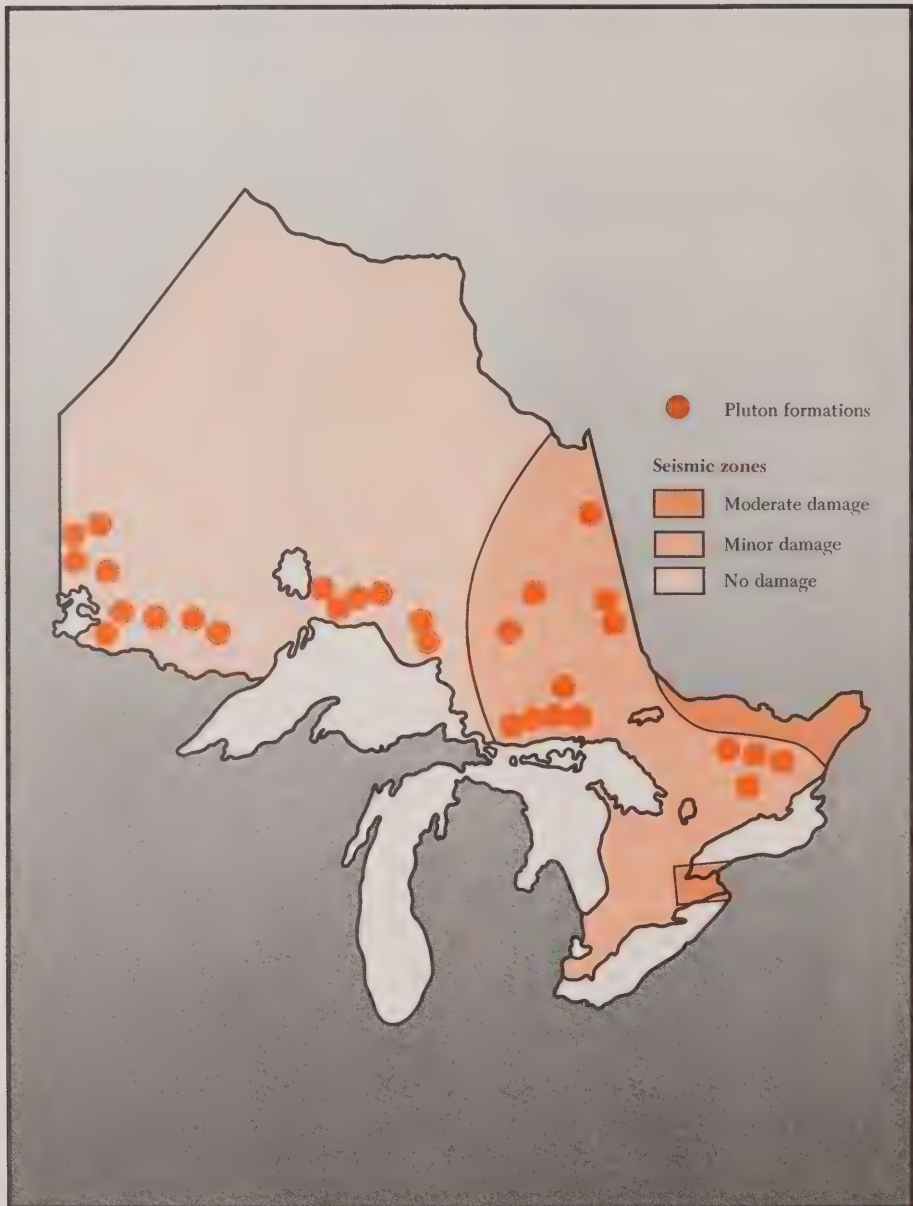 Pluton formations
Seismic zones
Moderate damage
Minor damage
No damage